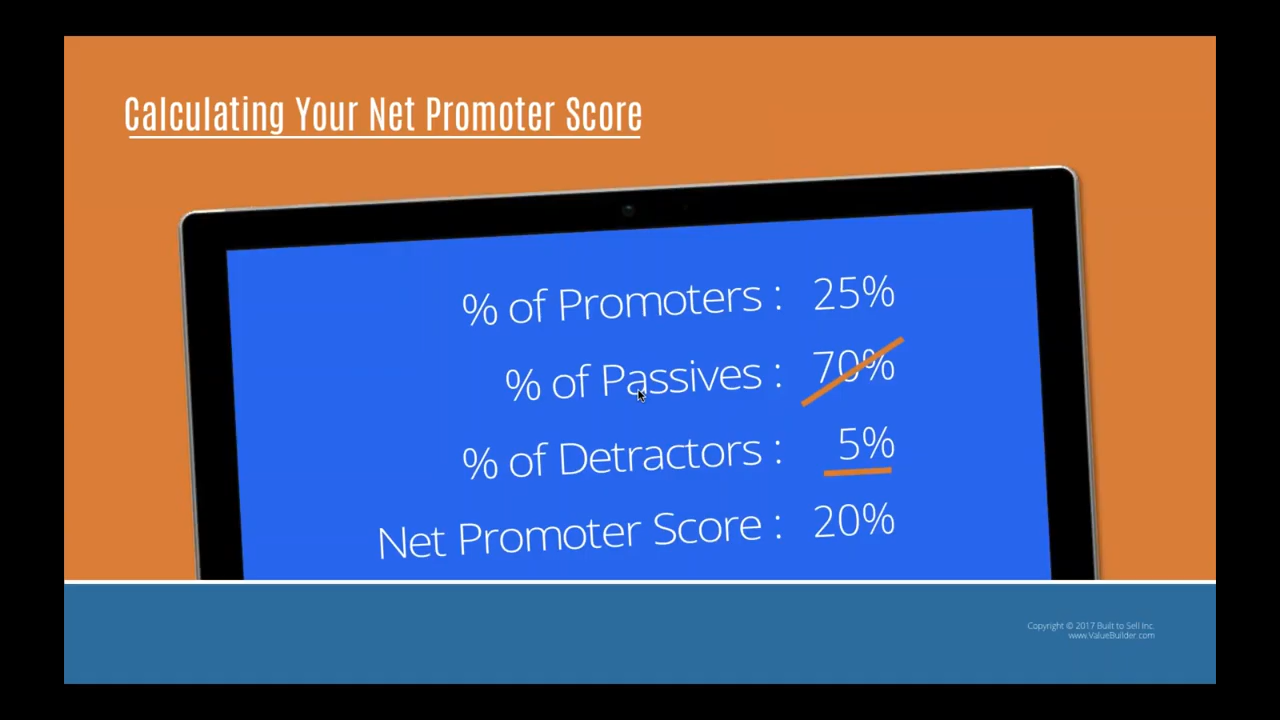 Calculating Your Net Promoter Score
% of Promoters : 25%
% of Passives : 70%
% of Detractors : 5%
Net Promoter Score : 20%
Copyright © 2017 Built to Sell Inc.
www.ValueBuilder.com